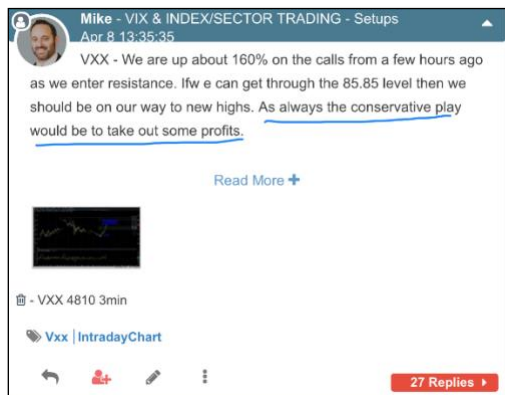 Mike - VIX & INDEX/SECTOR TRADING - Setups
Apr 8 13:35:35
VXX - We are up about 160% on the calls from a few hours ago
as we enter resistance. Ifw e can get through the 85.85 level then we
should be on our way to new highs. As always the conservative play
would be to take out some profits.
Read More +
- VXX 4810 3min
Vxx | IntradayChart
27 Replies